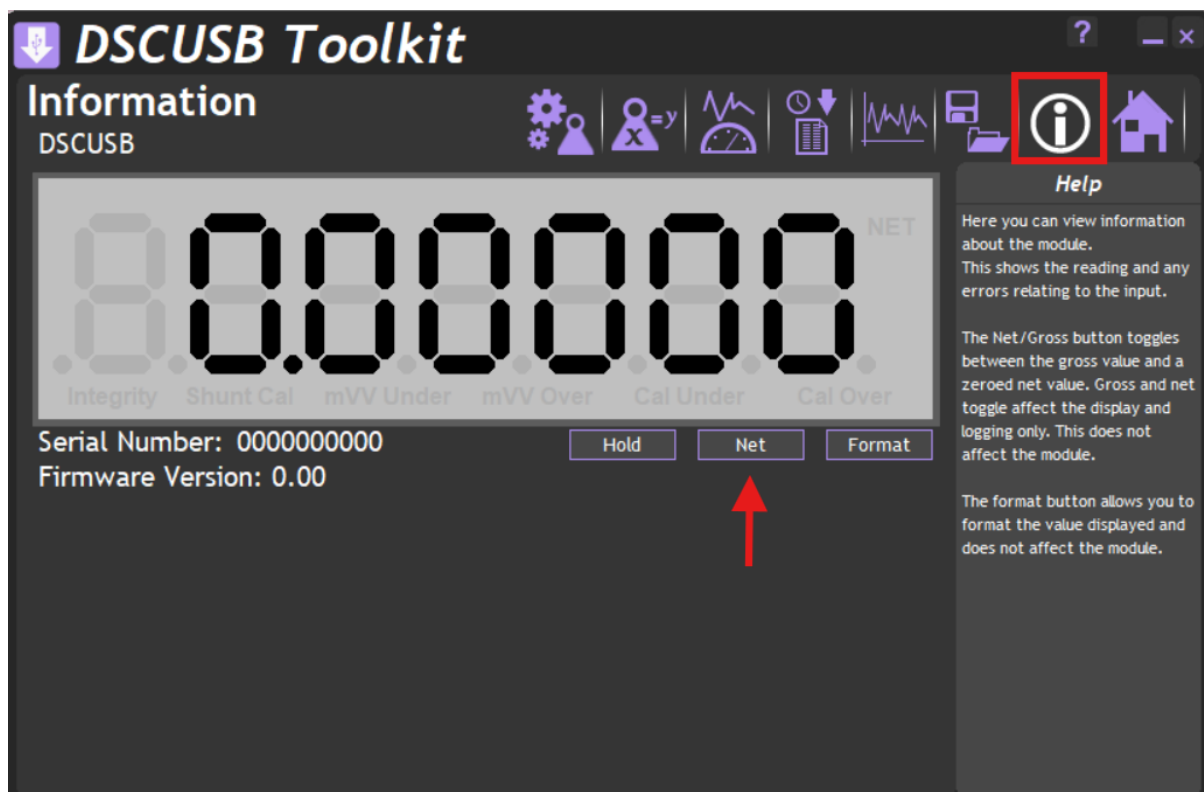 DSCUSB Toolkit
?
Information
DSCUSB
x
=y
NET
0.00000
Integrity Shunt Cal mVV Under mVV Over Cal Under Cal Over
Serial Number: 0000000000
Hold Net Format
Firmware Version: 0.00
Help
Here you can view information
about the module.
This shows the reading and any
errors relating to the input.
The Net/Gross button toggles
between the gross value and a
zeroed net value. Gross and net
toggle affect the display and
logging only. This does not
affect the module.
The format button allows you to
format the value displayed and
does not affect the module.